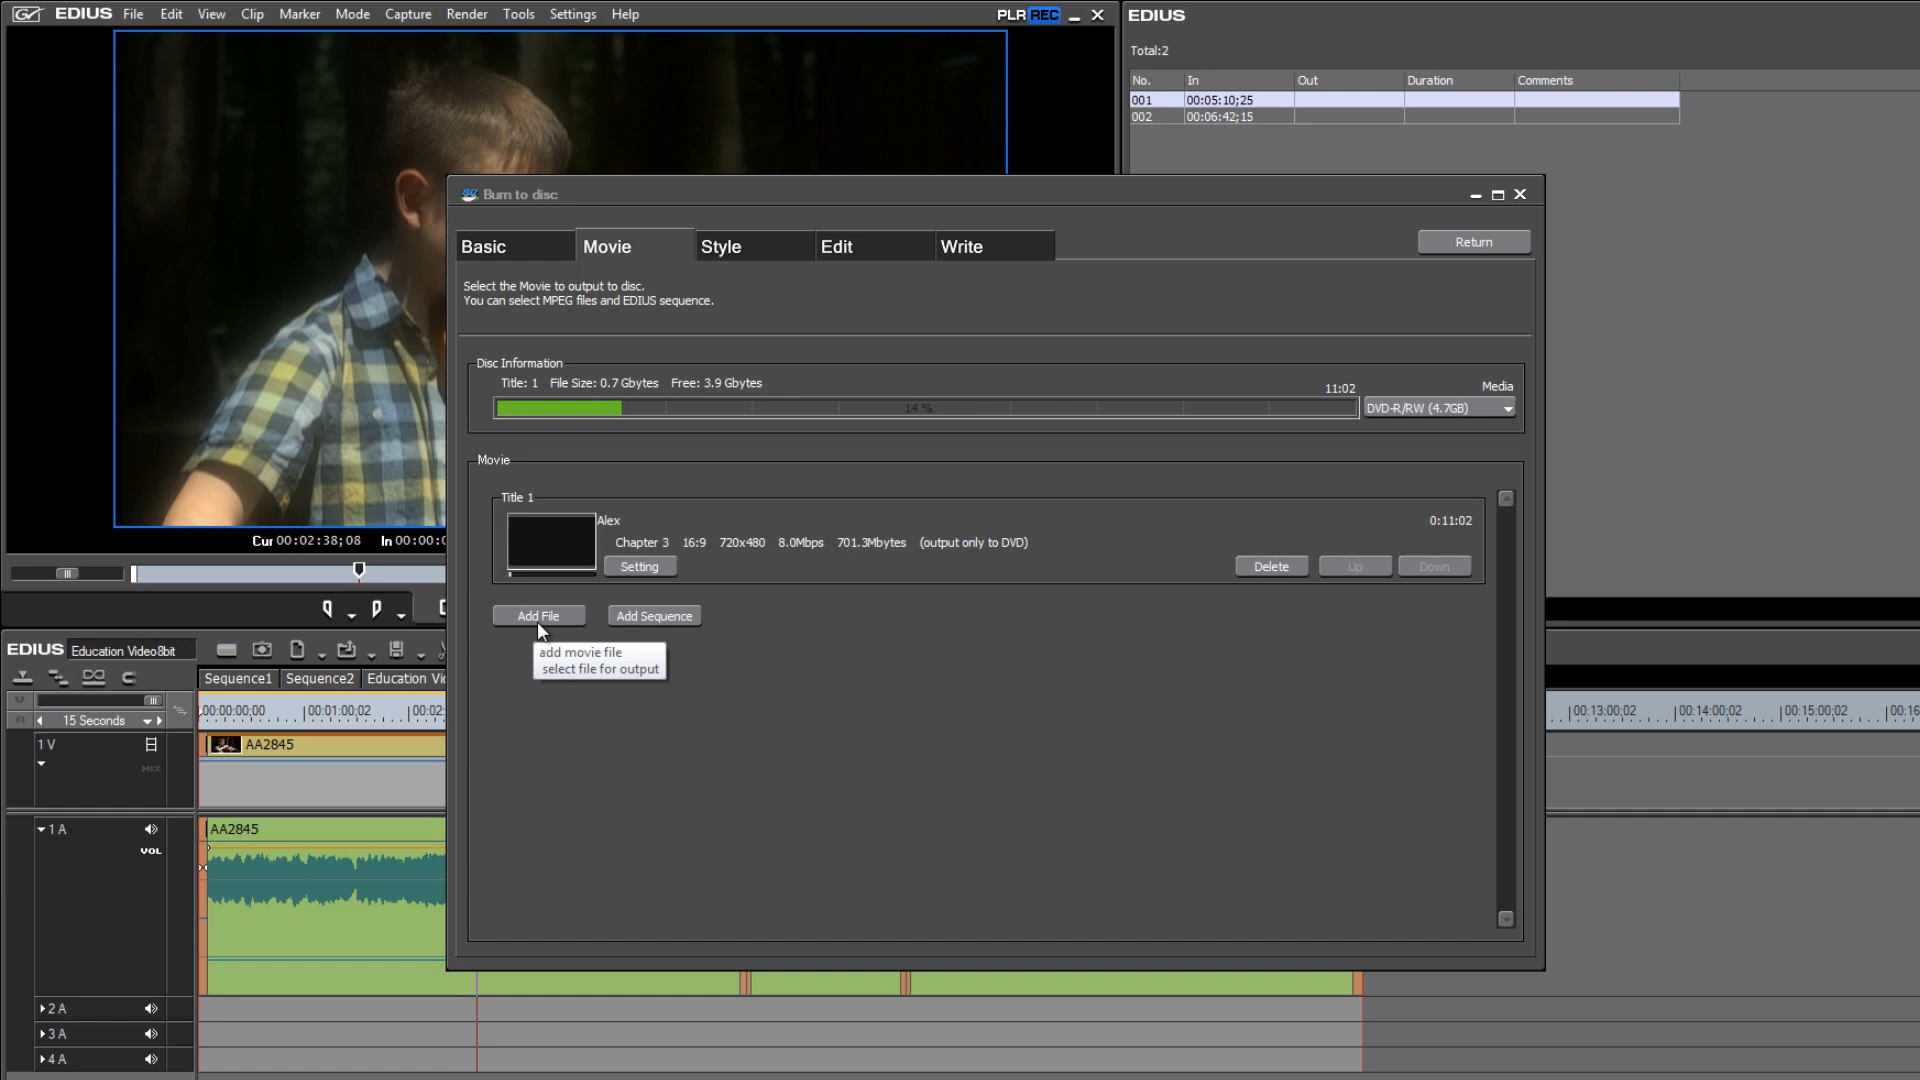 EDIUS File Edit View Clip Marker Mode Capture Render Tools Settings Help
PLR REC
EDIUS
Total:2
No. In Out Duration Comments
001 00:05:10;25
002 00:06:42;15
Burn to disc
Basic Movie Style Edit Write
Return
Select the Movie to output to disc.
You can select MPEG files and EDIUS sequence.
Disc Information
Title: 1 File Size: 0.7 Gbytes Free: 3.9 Gbytes
11:02
Media
14 %
DVD-R/RW (4.7GB)
Movie
Title 1
Alex
0:11:02
Chapter 3 16:9 720x480 8.0Mbps 701.3Mbytes (output only to DVD)
Setting
Delete Up Down
Add File Add Sequence
add movie file
select file for output
Cur 00:02:38;08 In 00:00:0
EDIUS Education Video8bit
Sequence1 Sequence2 Education Vi
15 Seconds
00:00:00;00 00:01:00;02 00:02: 00:13:00;02 00:14:00;02 00:15:00;02 00:16
1 V
AA2845
MIX
1 A
AA2845
VOL
2 A
3 A
4 A